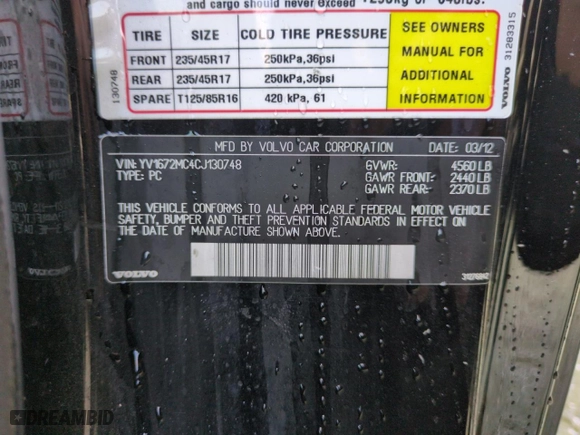 and cargo should never exceed
TIRE SIZE COLD TIRE PRESSURE
FRONT 235/45R17 250kPa,36psi
REAR 235/45R17 250kPa,36psi
SPARE T125/85R16 420 kPa, 61
SEE OWNERS
MANUAL FOR
ADDITIONAL
INFORMATION
130748
VOLVO 31283315
MFD BY VOLVO CAR CORPORATION DATE: 03/12
VIN: YV1672MC4CJ130748 GVWR: 4560 LB
TYPE: PC GAWR FRONT: 2440 LB
GAWR REAR: 2370 LB
THIS VEHICLE CONFORMS TO ALL APPLICABLE FEDERAL MOTOR VEHICLE
SAFETY, BUMPER AND THEFT PREVENTION STANDARDS IN EFFECT ON
THE DATE OF MANUFACTURE SHOWN ABOVE.
VOLVO
DREAMBID